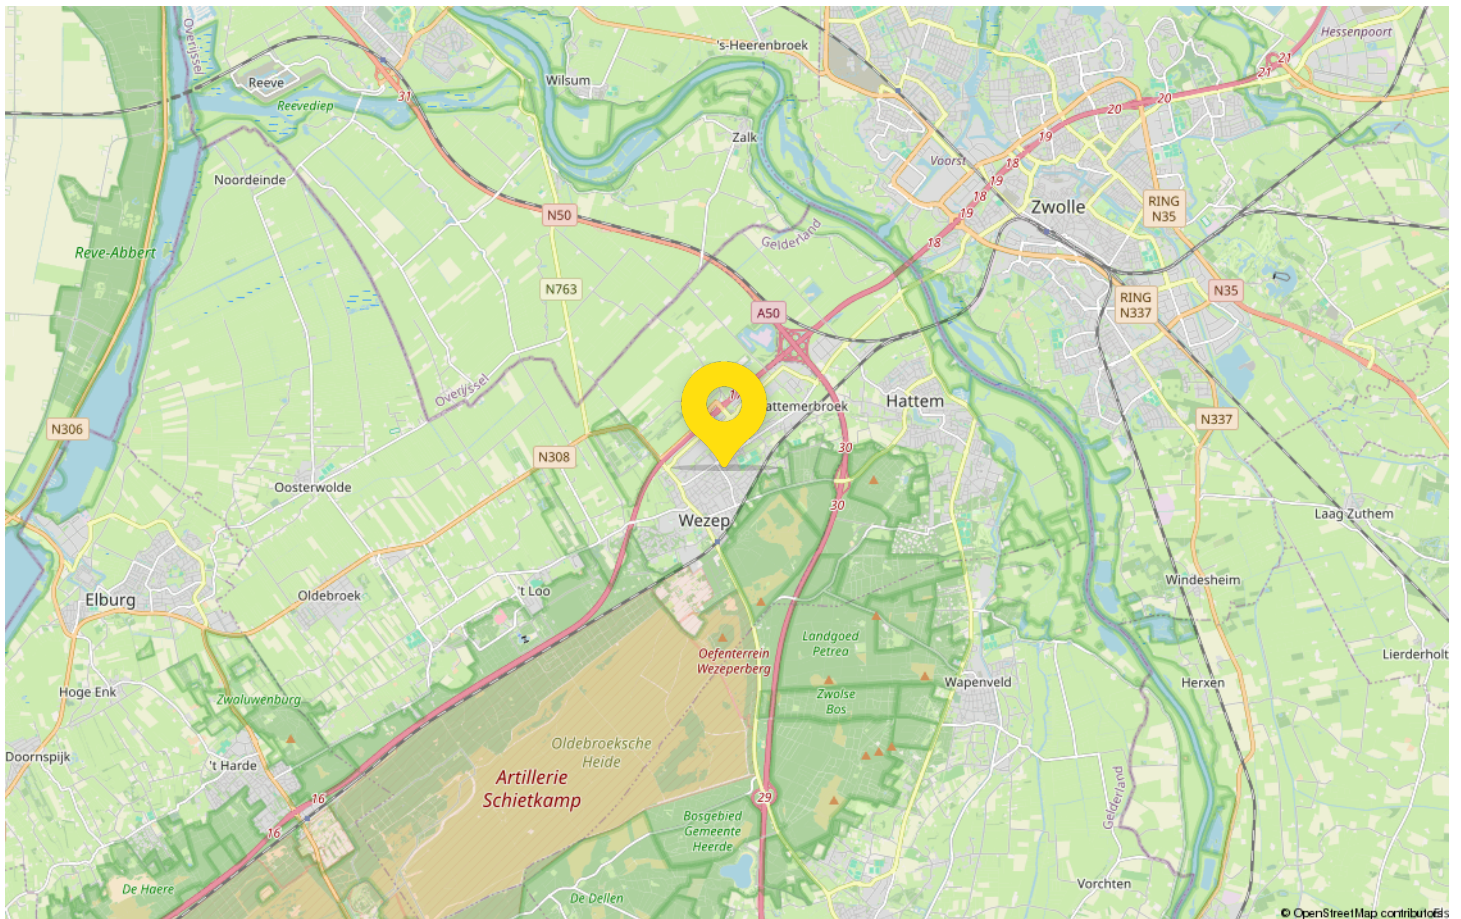 Hessenpoort
's-Heerenbroek
Overijssel
21
21
Reeve
Wilsum
31
20
20
Reevediep
Zalk
19
18
Voorst
19
18
19
18
Noordeinde
Zwolle
RING
N35
N50
Gelderland
Reve-Abbert
N763
N35
RING
N337
A50
Overijssel
Hattem
N306
N337
N308
30
Oosterwolde
30
Laag Zuthem
Wezep
Windesheim
Elburg
Oldebroek
't Loo
Landgoed
Petrea
Oefenterrein
Wezeperberg
Lierderholt
Hoge Enk
Zwaluwenburg
Zwolse
Bos
Wapenveld
Herxen
Doornspijk
't Harde
Oldebroeksche
Heide
Artillerie
Schietkamp
16
29
Gelderland
16
Bosgebied
Gemeente
Heerde
De Haere
De Dellen
Vorchten
© OpenStreetMap contributors